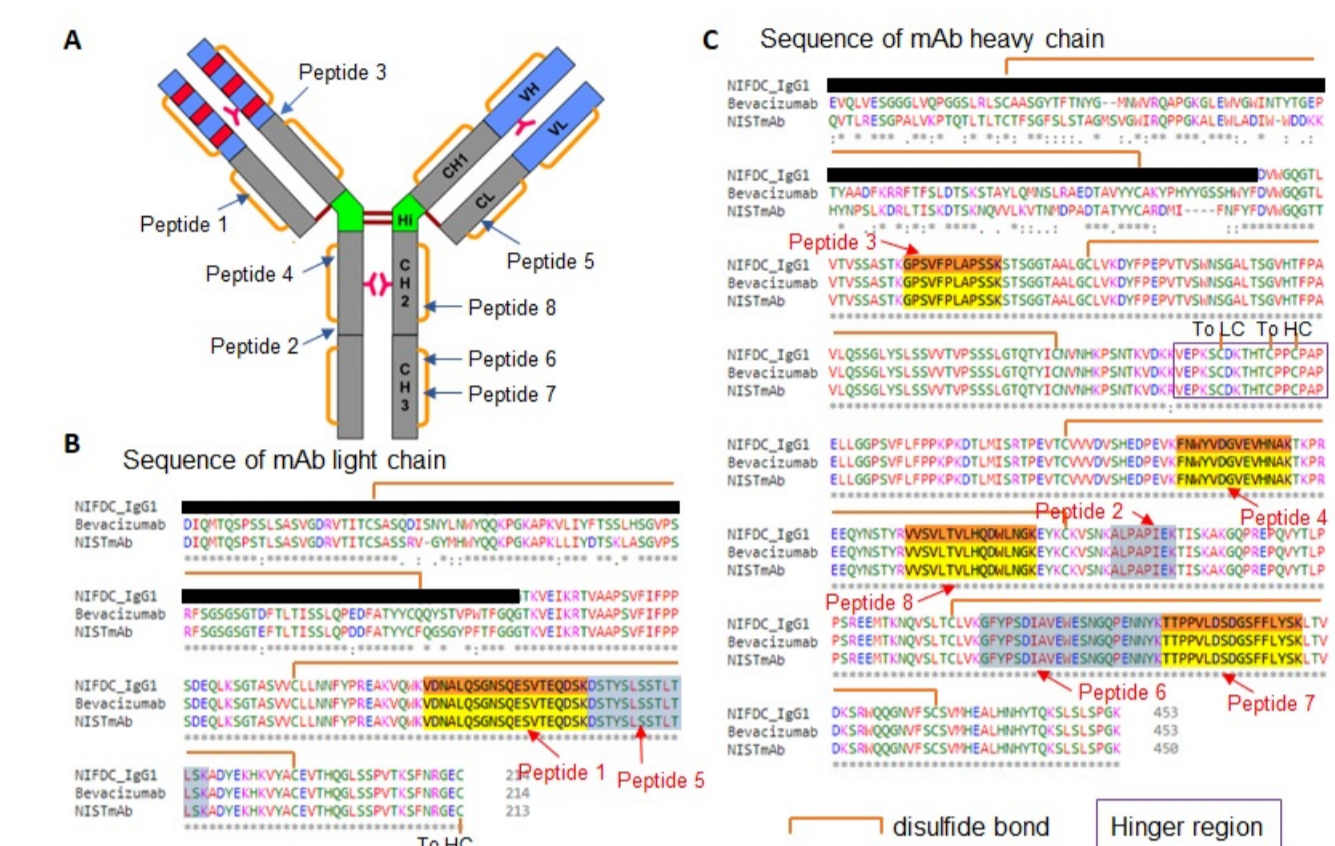 A
Peptide 3
VH
VL
CH1
CL
Hi
Peptide 1
Peptide 5
Peptide 4
C
H
2
Peptide 8
Peptide 2
Peptide 6
C
H
3
Peptide 7
B
Sequence of mAb light chain
NIFDC_IgG1
Bevacizumab DIQMTQSPSSLSASVGDRVTITCSASQDISNYLNWYQQKPGKAPKVLIYFTSSLHSGVPS
NISTmAb DIQMTQSPSTLSASVGDRVTITCSASSRV-GYMHWYQQKPGKAPKLLIYDTSKLASGVPS
NIFDC_IgG1 TKVEIKRTVAAPSVFIFPP
Bevacizumab RFSGSGSGTDFTLTISSLQPEDFATYYCQQYSTVPWTFGQGTKVEIKRTVAAPSVFIFPP
NISTmAb RFSGSGSGTEFTLTISSLQPDDFATYYCFQGSGYPFTFGGGTKVEIKRTVAAPSVFIFPP
NIFDC_IgG1 SDEQLKSGTASVVCLLNNFYPREAKVQWKVDNALQSGNSQESVTEQDSKDSTYSLSSTLT
Bevacizumab SDEQLKSGTASVVCLLNNFYPREAKVQWKVDNALQSGNSQESVTEQDSKDSTYSLSSTLT
NISTmAb SDEQLKSGTASVVCLLNNFYPREAKVQWKVDNALQSGNSQESVTEQDSKDSTYSLSSTLT
Peptide 1
Peptide 5
NIFDC_IgG1 LSKADYEKHKVYACEVTHQGLSSPVTKSFNRGEC 214
Bevacizumab LSKADYEKHKVYACEVTHQGLSSPVTKSFNRGEC 214
NISTmAb LSKADYEKHKVYACEVTHQGLSSPVTKSFNRGEC 213
To HC
C
Sequence of mAb heavy chain
NIFDC_IgG1
Bevacizumab EVQLVESGGGLVQPGGSLRLSCAASGYTFTNYG--MNWVRQAPGKGLEWVGWINTYTGEP
NISTmAb QVTLRESGPALVKPTQTLTLTCTFSGFSLSTAGMSVGWIRQPPGKALEWLADIW-WDDKK
NIFDC_IgG1 DVWGQGTL
Bevacizumab TYAADFKRRFTFSLDTSKSTAYLQMNSLRAEDTAVYYCAKYPHYYGSSHWYFDVWGQGTL
NISTmAb HYNPSLKDRLTISKDTSKNQVVLKVTNMDPADTATYYCARDMI----FNFYFDVWGQGTT
Peptide 3
NIFDC_IgG1 VTVSSASTKGPSVFPLAPSSKSTSGGTAALGCLVKDYFPEPVTVSWNSGALTSGVHTFPA
Bevacizumab VTVSSASTKGPSVFPLAPSSKSTSGGTAALGCLVKDYFPEPVTVSWNSGALTSGVHTFPA
NISTmAb VTVSSASTKGPSVFPLAPSSKSTSGGTAALGCLVKDYFPEPVTVSWNSGALTSGVHTFPA
To LC To HC
NIFDC_IgG1 VLQSSGLYSLSSVVTVPSSSLGTQTYICNVNHKPSNTKVDKKVEPKSCDKTHTCPPCPAP
Bevacizumab VLQSSGLYSLSSVVTVPSSSLGTQTYICNVNHKPSNTKVDKKVEPKSCDKTHTCPPCPAP
NISTmAb VLQSSGLYSLSSVVTVPSSSLGTQTYICNVNHKPSNTKVDKRVEPKSCDKTHTCPPCPAP
NIFDC_IgG1 ELLGGPSVFLFPPKPKDTLMISRTPEVTCVVVDVSHEDPEVKFNWYVDGVEVHNAKTKPR
Bevacizumab ELLGGPSVFLFPPKPKDTLMISRTPEVTCVVVDVSHEDPEVKFNWYVDGVEVHNAKTKPR
NISTmAb ELLGGPSVFLFPPKPKDTLMISRTPEVTCVVVDVSHEDPEVKFNWYVDGVEVHNAKTKPR
Peptide 2
Peptide 4
NIFDC_IgG1 EEQYNSTYRVVSVLTVLHQDWLNGKEYKCKVSNKALPAPIEKTISKAKGQPREPQVYTLP
Bevacizumab EEQYNSTYRVVSVLTVLHQDWLNGKEYKCKVSNKALPAPIEKTISKAKGQPREPQVYTLP
NISTmAb EEQYNSTYRVVSVLTVLHQDWLNGKEYKCKVSNKALPAPIEKTISKAKGQPREPQVYTLP
Peptide 8
NIFDC_IgG1 PSREEMTKNQVSLTCLVKGFYPSDIAVEWESNGQPENNYKTTPPVLDSDGSFFLYSKLTV
Bevacizumab PSREEMTKNQVSLTCLVKGFYPSDIAVEWESNGQPENNYKTTPPVLDSDGSFFLYSKLTV
NISTmAb PSREEMTKNQVSLTCLVKGFYPSDIAVEWESNGQPENNYKTTPPVLDSDGSFFLYSKLTV
Peptide 6
Peptide 7
NIFDC_IgG1 DKSRWQQGNVFSCSVMHEALHNHYTQKSLSLSPGK 453
Bevacizumab DKSRWQQGNVFSCSVMHEALHNHYTQKSLSLSPGK 453
NISTmAb DKSRWQQGNVFSCSVMHEALHNHYTQKSLSLSPGK 450
disulfide bond
Hinger region